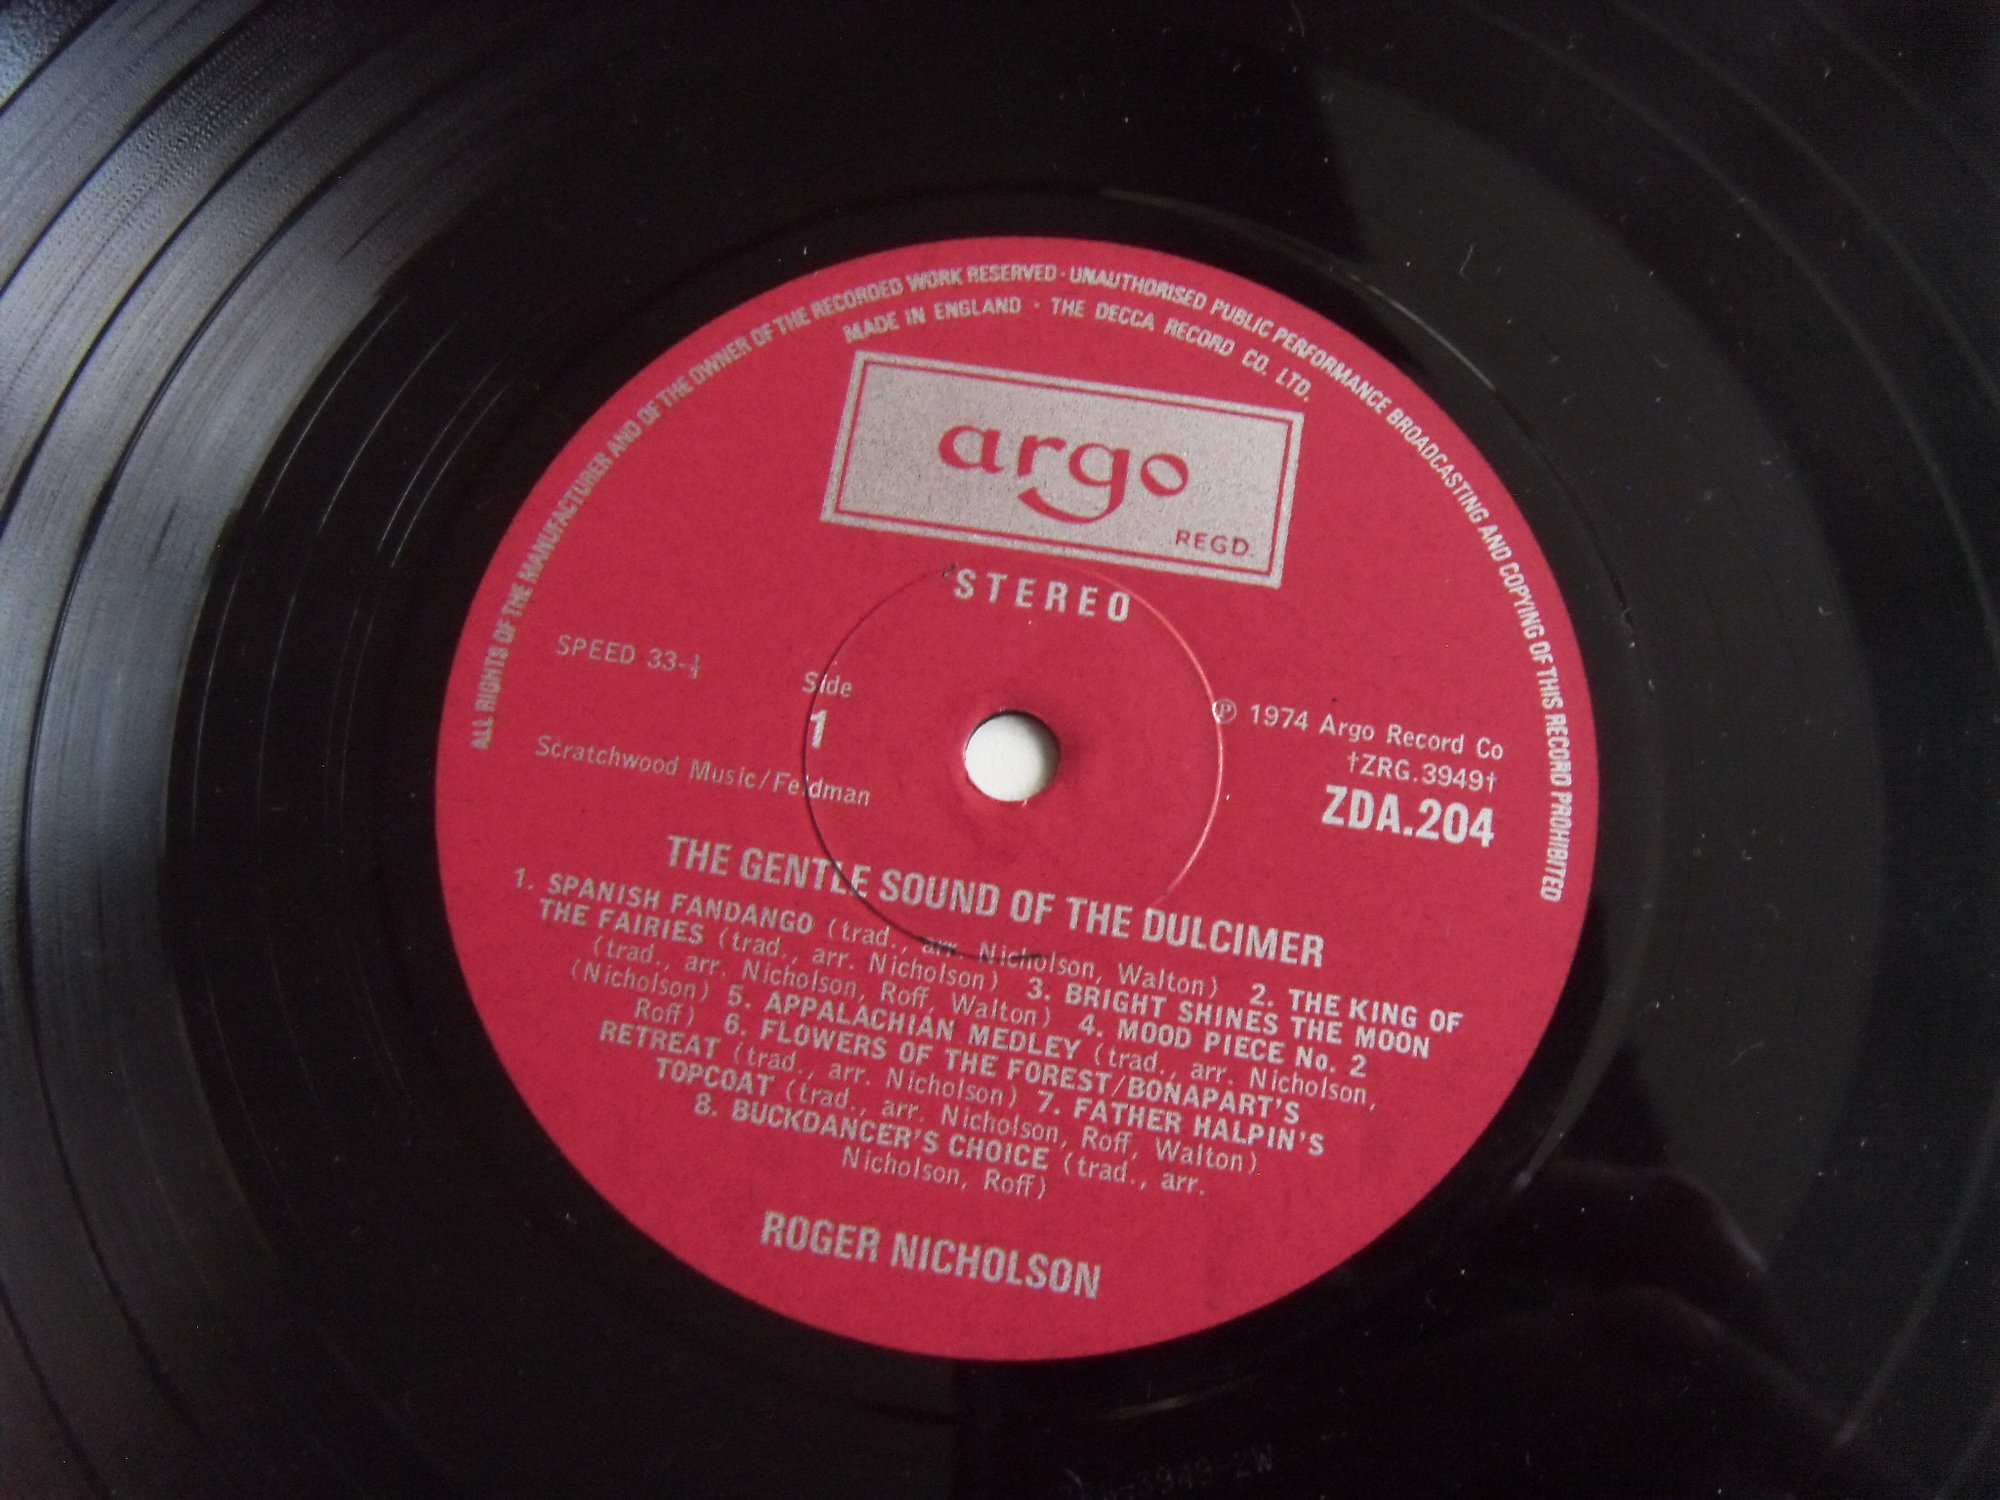 ALL RIGHTS OF THE MANUFACTURER AND OF THE OWNER OF THE RECORDED WORK RESERVED · UNAUTHORISED PUBLIC PERFORMANCE BROADCASTING AND COPYING OF THIS RECORD PROHIBITED
MADE IN ENGLAND · THE DECCA RECORD CO. LTD.
argo
REGD.
STEREO
SPEED 33-⅓
Side
1
Scratchwood Music/Feldman
℗ 1974 Argo Record Co
†ZRG.3949†
ZDA.204
THE GENTLE SOUND OF THE DULCIMER
1. SPANISH FANDANGO (trad., arr. Nicholson, Walton) 2. THE KING OF
THE FAIRIES (trad., arr. Nicholson) 3. BRIGHT SHINES THE MOON
(trad., arr. Nicholson, Roff, Walton) 4. MOOD PIECE No. 2
(Nicholson) 5. APPALACHIAN MEDLEY (trad., arr. Nicholson,
Roff) 6. FLOWERS OF THE FOREST/BONAPART'S
RETREAT (trad., arr. Nicholson) 7. FATHER HALPIN'S
TOPCOAT (trad., arr. Nicholson, Roff, Walton)
8. BUCKDANCER'S CHOICE (trad., arr.
Nicholson, Roff)
ROGER NICHOLSON